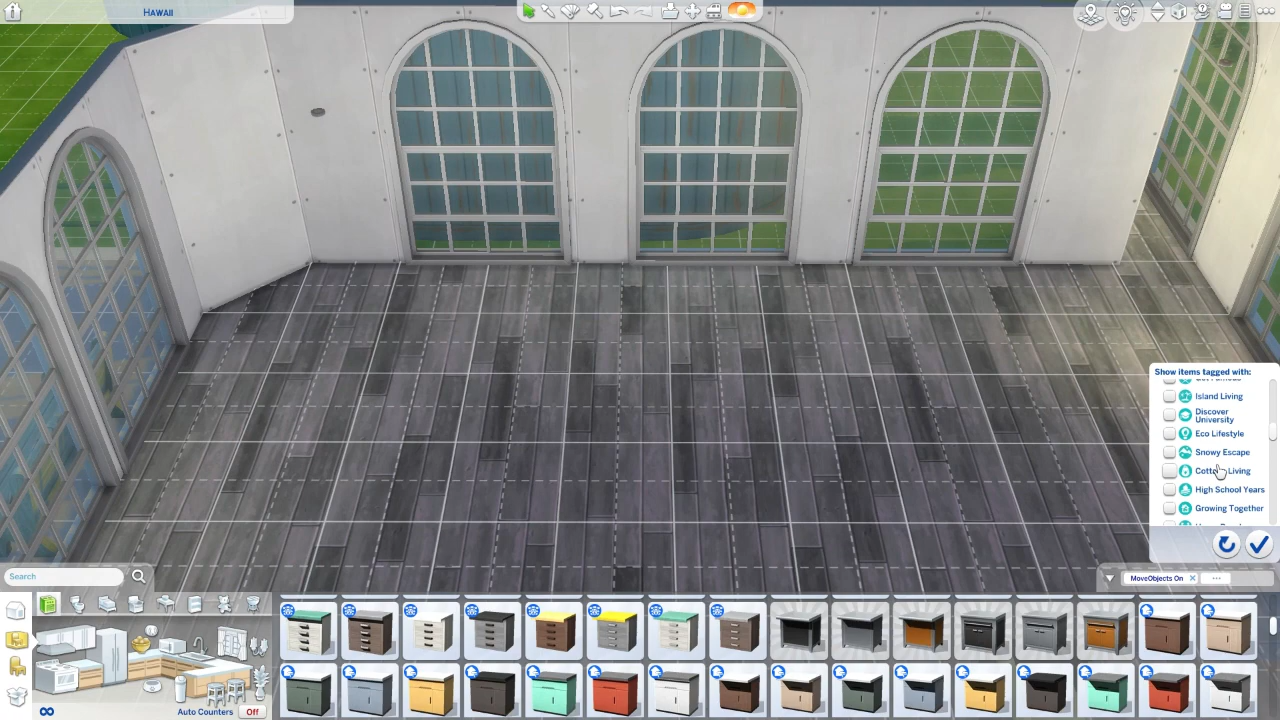 HAWAII
Show items tagged with:
Island Living
Discover
University
Eco Lifestyle
Snowy Escape
Living
High School Years
Growing Together
MoveObjects On
Search
Auto Counters
Off